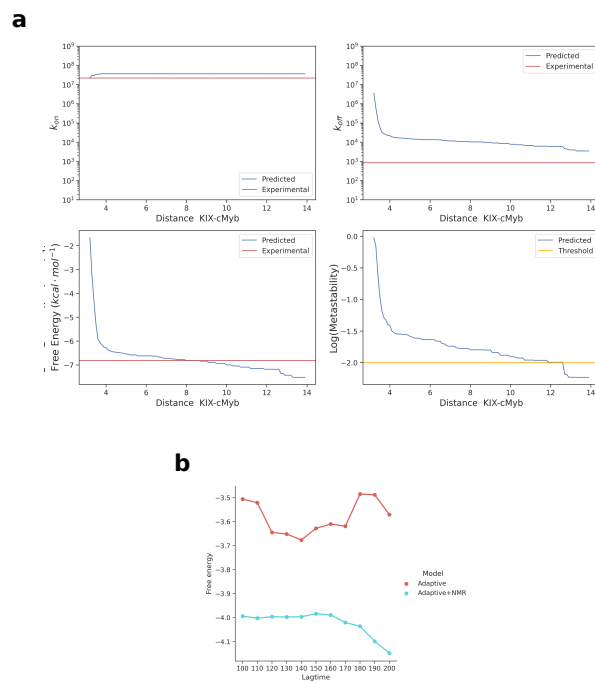 a
10⁹
10⁸
10⁷
10⁶
10⁵
10⁴
10³
10²
10¹
kon
Predicted
Experimental
4 6 8 10 12 14
Distance KIX-cMyb
10⁹
10⁸
10⁷
10⁶
10⁵
10⁴
10³
10²
10¹
koff
Predicted
Experimental
4 6 8 10 12 14
Distance KIX-cMyb
−2
−3
−4
−5
−6
−7
Free Energy (kcal · mol⁻¹)
Predicted
Experimental
4 6 8 10 12 14
Distance KIX-cMyb
0.0
−0.5
−1.0
−1.5
−2.0
Log(Metastability)
Predicted
Threshold
4 6 8 10 12 14
Distance KIX-cMyb
b
−3.5
−3.6
−3.7
−3.8
−3.9
−4.0
−4.1
Free energy
Model
Adaptive
Adaptive+NMR
100 110 120 130 140 150 160 170 180 190 200
Lagtime